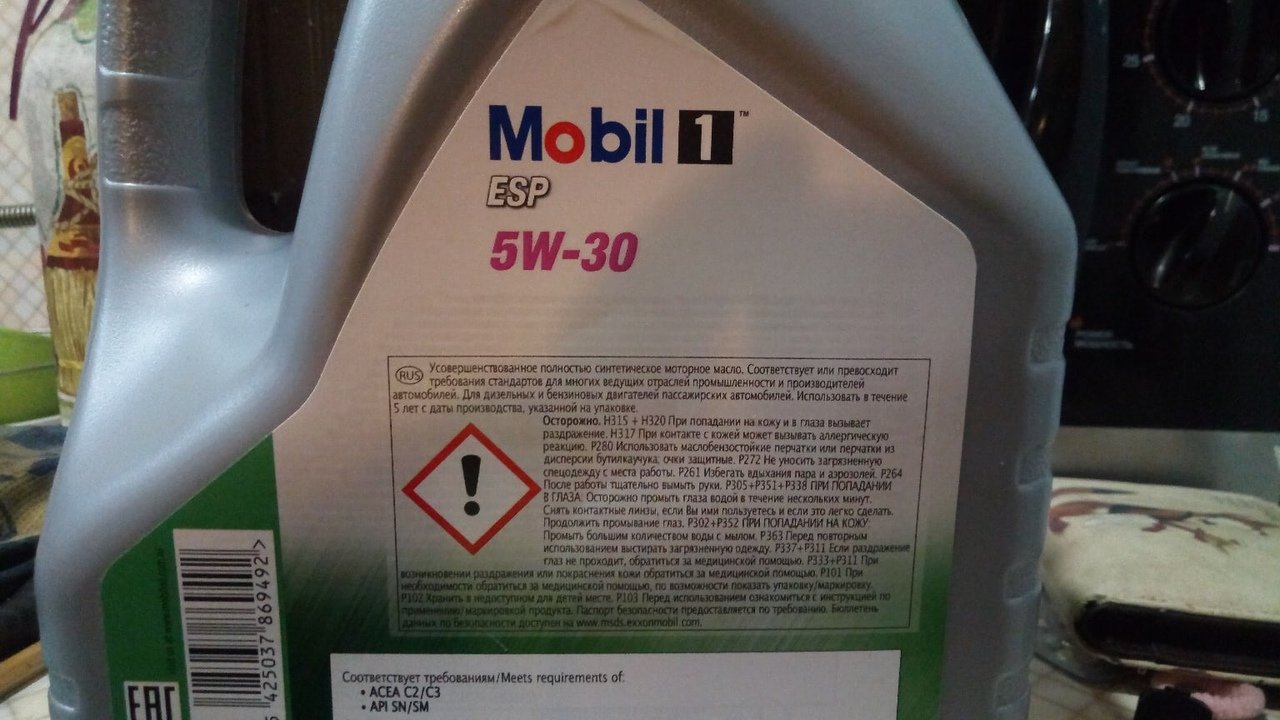 Mobil 1™
ESP
5W-30
RUS Усовершенствованное полностью синтетическое моторное масло. Соответствует или превосходит
требования стандартов для многих ведущих отраслей промышленности и производителей
автомобилей. Для дизельных и бензиновых двигателей пассажирских автомобилей. Использовать в течение
5 лет с даты производства, указанной на упаковке.
Осторожно. H315 + H320 При попадании на кожу и в глаза вызывает
раздражение. H317 При контакте с кожей может вызывать аллергическую
реакцию. P280 Использовать маслобензостойкие перчатки или перчатки из
дисперсии бутилкаучука; очки защитные. P272 Не уносить загрязненную
спецодежду с места работы. P261 Избегать вдыхания пара и аэрозолей. P264
После работы тщательно вымыть руки. P305+P351+P338 ПРИ ПОПАДАНИИ
В ГЛАЗА: Осторожно промыть глаза водой в течение нескольких минут.
Снять контактные линзы, если Вы ими пользуетесь и если это легко сделать.
Продолжить промывание глаз. P302+P352 ПРИ ПОПАДАНИИ НА КОЖУ:
Промыть большим количеством воды с мылом. P363 Перед повторным
использованием выстирать загрязненную одежду. P337+P311 Если раздражение
глаз не проходит, обратиться за медицинской помощью. P333+P311 При
возникновении раздражения или покраснения кожи обратиться за медицинской помощью. P101 При
необходимости обратиться за медицинской помощью, по возможности показать упаковку/маркировку.
P102 Хранить в недоступном для детей месте. P103 Перед использованием ознакомиться с инструкцией по
применению/маркировкой продукта. Паспорт безопасности предоставляется по требованию. Бюллетень
данных по безопасности доступен на www.msds.exxonmobil.com.
425037 869492>
EAC
Соответствует требованиям/Meets requirements of:
• ACEA C2/C3
• API SN/SM